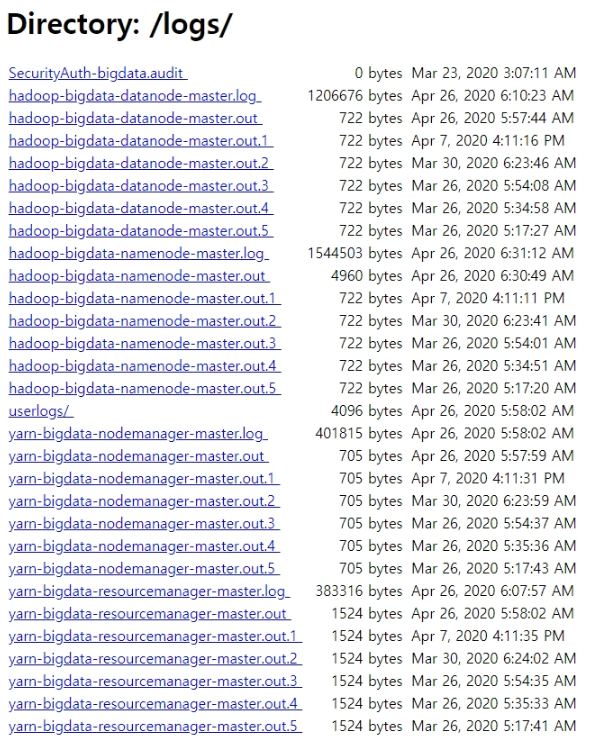 Directory: /logs/
SecurityAuth-bigdata.audit 0 bytes Mar 23, 2020 3:07:11 AM
hadoop-bigdata-datanode-master.log 1206676 bytes Apr 26, 2020 6:10:23 AM
hadoop-bigdata-datanode-master.out 722 bytes Apr 26, 2020 5:57:44 AM
hadoop-bigdata-datanode-master.out.1 722 bytes Apr 7, 2020 4:11:16 PM
hadoop-bigdata-datanode-master.out.2 722 bytes Mar 30, 2020 6:23:46 AM
hadoop-bigdata-datanode-master.out.3 722 bytes Mar 26, 2020 5:54:08 AM
hadoop-bigdata-datanode-master.out.4 722 bytes Mar 26, 2020 5:34:58 AM
hadoop-bigdata-datanode-master.out.5 722 bytes Mar 26, 2020 5:17:27 AM
hadoop-bigdata-namenode-master.log 1544503 bytes Apr 26, 2020 6:31:12 AM
hadoop-bigdata-namenode-master.out 4960 bytes Apr 26, 2020 6:30:49 AM
hadoop-bigdata-namenode-master.out.1 722 bytes Apr 7, 2020 4:11:11 PM
hadoop-bigdata-namenode-master.out.2 722 bytes Mar 30, 2020 6:23:41 AM
hadoop-bigdata-namenode-master.out.3 722 bytes Mar 26, 2020 5:54:01 AM
hadoop-bigdata-namenode-master.out.4 722 bytes Mar 26, 2020 5:34:51 AM
hadoop-bigdata-namenode-master.out.5 722 bytes Mar 26, 2020 5:17:20 AM
userlogs/ 4096 bytes Apr 26, 2020 5:58:02 AM
yarn-bigdata-nodemanager-master.log 401815 bytes Apr 26, 2020 5:58:02 AM
yarn-bigdata-nodemanager-master.out 705 bytes Apr 26, 2020 5:57:59 AM
yarn-bigdata-nodemanager-master.out.1 705 bytes Apr 7, 2020 4:11:31 PM
yarn-bigdata-nodemanager-master.out.2 705 bytes Mar 30, 2020 6:23:59 AM
yarn-bigdata-nodemanager-master.out.3 705 bytes Mar 26, 2020 5:54:37 AM
yarn-bigdata-nodemanager-master.out.4 705 bytes Mar 26, 2020 5:35:36 AM
yarn-bigdata-nodemanager-master.out.5 705 bytes Mar 26, 2020 5:17:43 AM
yarn-bigdata-resourcemanager-master.log 383316 bytes Apr 26, 2020 6:07:57 AM
yarn-bigdata-resourcemanager-master.out 1524 bytes Apr 26, 2020 5:58:02 AM
yarn-bigdata-resourcemanager-master.out.1 1524 bytes Apr 7, 2020 4:11:35 PM
yarn-bigdata-resourcemanager-master.out.2 1524 bytes Mar 30, 2020 6:24:02 AM
yarn-bigdata-resourcemanager-master.out.3 1524 bytes Mar 26, 2020 5:54:35 AM
yarn-bigdata-resourcemanager-master.out.4 1524 bytes Mar 26, 2020 5:35:33 AM
yarn-bigdata-resourcemanager-master.out.5 1524 bytes Mar 26, 2020 5:17:41 AM